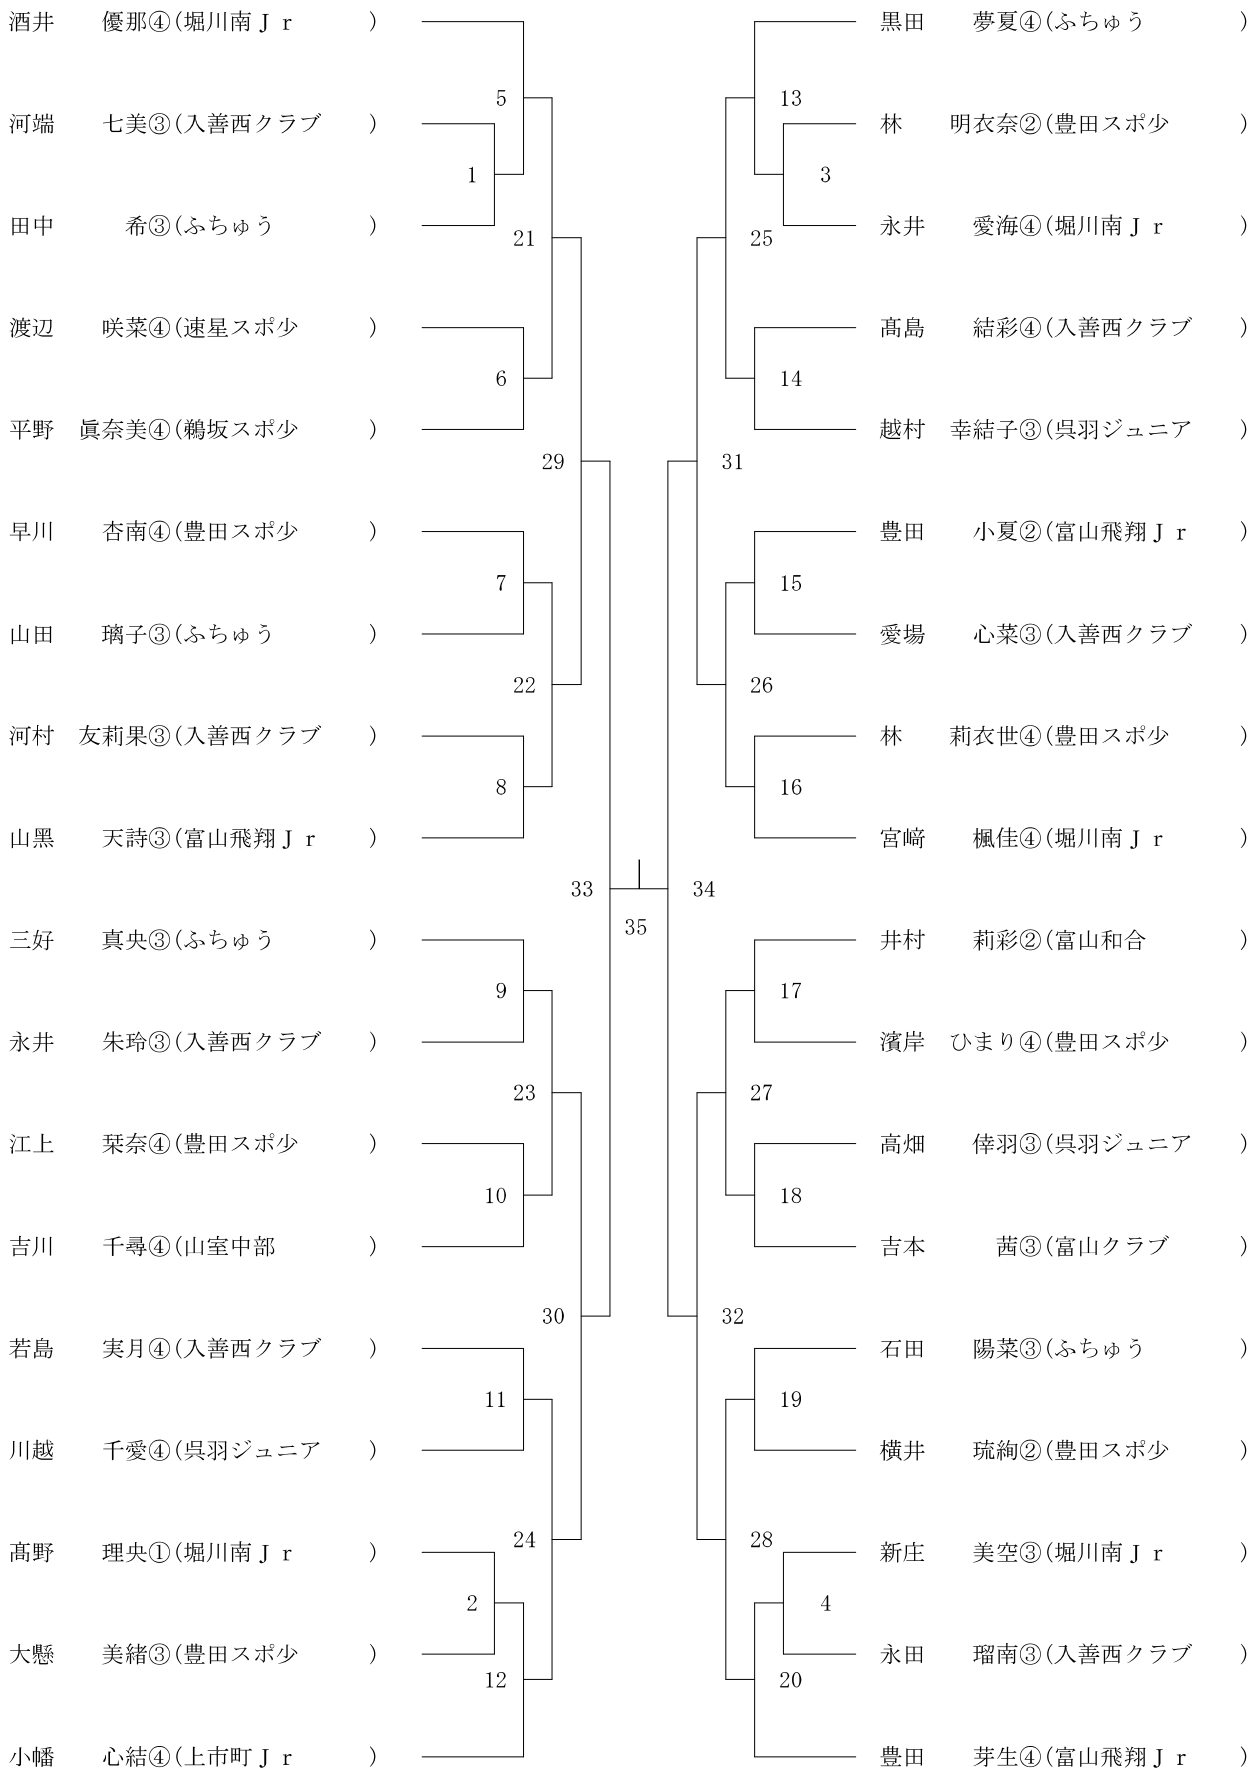 酒井 優那④(堀川南Ｊｒ )
5
河端 七美③(入善西クラブ )
1
田中 希③(ふちゅう )
21
渡辺 咲菜④(速星スポ少 )
6
平野 眞奈美④(鵜坂スポ少 )
29
早川 杏南④(豊田スポ少 )
7
山田 璃子③(ふちゅう )
22
河村 友莉果③(入善西クラブ )
8
山黑 天詩③(富山飛翔Ｊｒ )
33
三好 真央③(ふちゅう )
9
永井 朱玲③(入善西クラブ )
23
江上 栞奈④(豊田スポ少 )
10
吉川 千尋④(山室中部 )
30
若島 実月④(入善西クラブ )
11
川越 千愛④(呉羽ジュニア )
24
髙野 理央①(堀川南Ｊｒ )
2
大懸 美緒③(豊田スポ少 )
12
小幡 心結④(上市町Ｊｒ )
35
黒田 夢夏④(ふちゅう )
13
林 明衣奈②(豊田スポ少 )
3
永井 愛海④(堀川南Ｊｒ )
25
髙島 結彩④(入善西クラブ )
14
越村 幸結子③(呉羽ジュニア )
31
豊田 小夏②(富山飛翔Ｊｒ )
15
愛場 心菜③(入善西クラブ )
26
林 莉衣世④(豊田スポ少 )
16
宮﨑 楓佳④(堀川南Ｊｒ )
34
井村 莉彩②(富山和合 )
17
濱岸 ひまり④(豊田スポ少 )
27
高畑 倖羽③(呉羽ジュニア )
18
吉本 茜③(富山クラブ )
32
石田 陽菜③(ふちゅう )
19
横井 琉絢②(豊田スポ少 )
28
新庄 美空③(堀川南Ｊｒ )
4
永田 瑠南③(入善西クラブ )
20
豊田 芽生④(富山飛翔Ｊｒ )